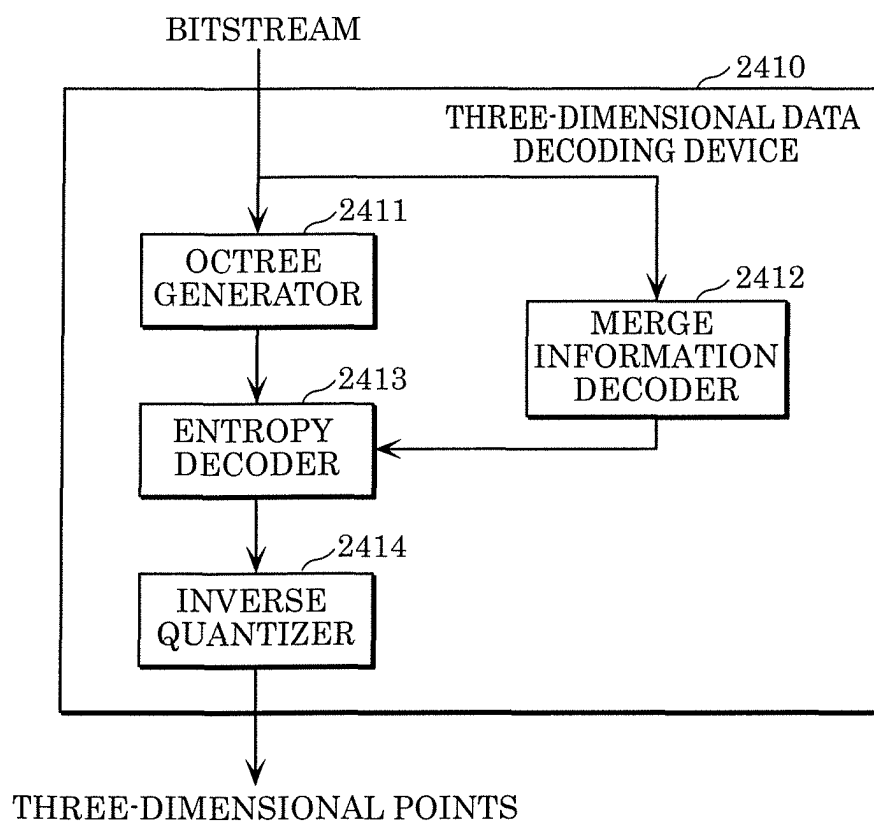 BITSTREAM
2410
THREE-DIMENSIONAL DATA
DECODING DEVICE
2411
OCTREE
GENERATOR
2412
MERGE
INFORMATION
DECODER
2413
ENTROPY
DECODER
2414
INVERSE
QUANTIZER
THREE-DIMENSIONAL POINTS